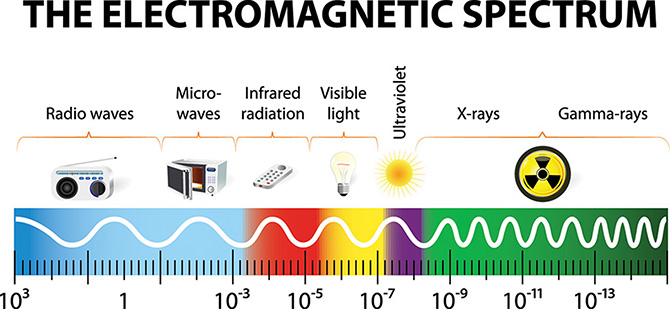 THE ELECTROMAGNETIC SPECTRUM
Radio waves
Micro-
waves
Infrared
radiation
Visible
light
Ultraviolet
X-rays
Gamma-rays
10³ 1 10⁻³ 10⁻⁵ 10⁻⁷ 10⁻⁹ 10⁻¹¹ 10⁻¹³